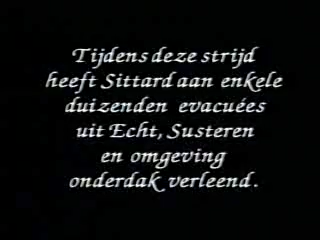 Tijdens deze strijd
heeft Sittard aan enkele
duizenden evacuées
uit Echt, Susteren
en omgeving
onderdak verleend.